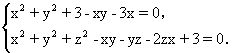 x² + y² + 3 - xy - 3x = 0,
x² + y² + z² - xy - yz - 2zx + 3 = 0.